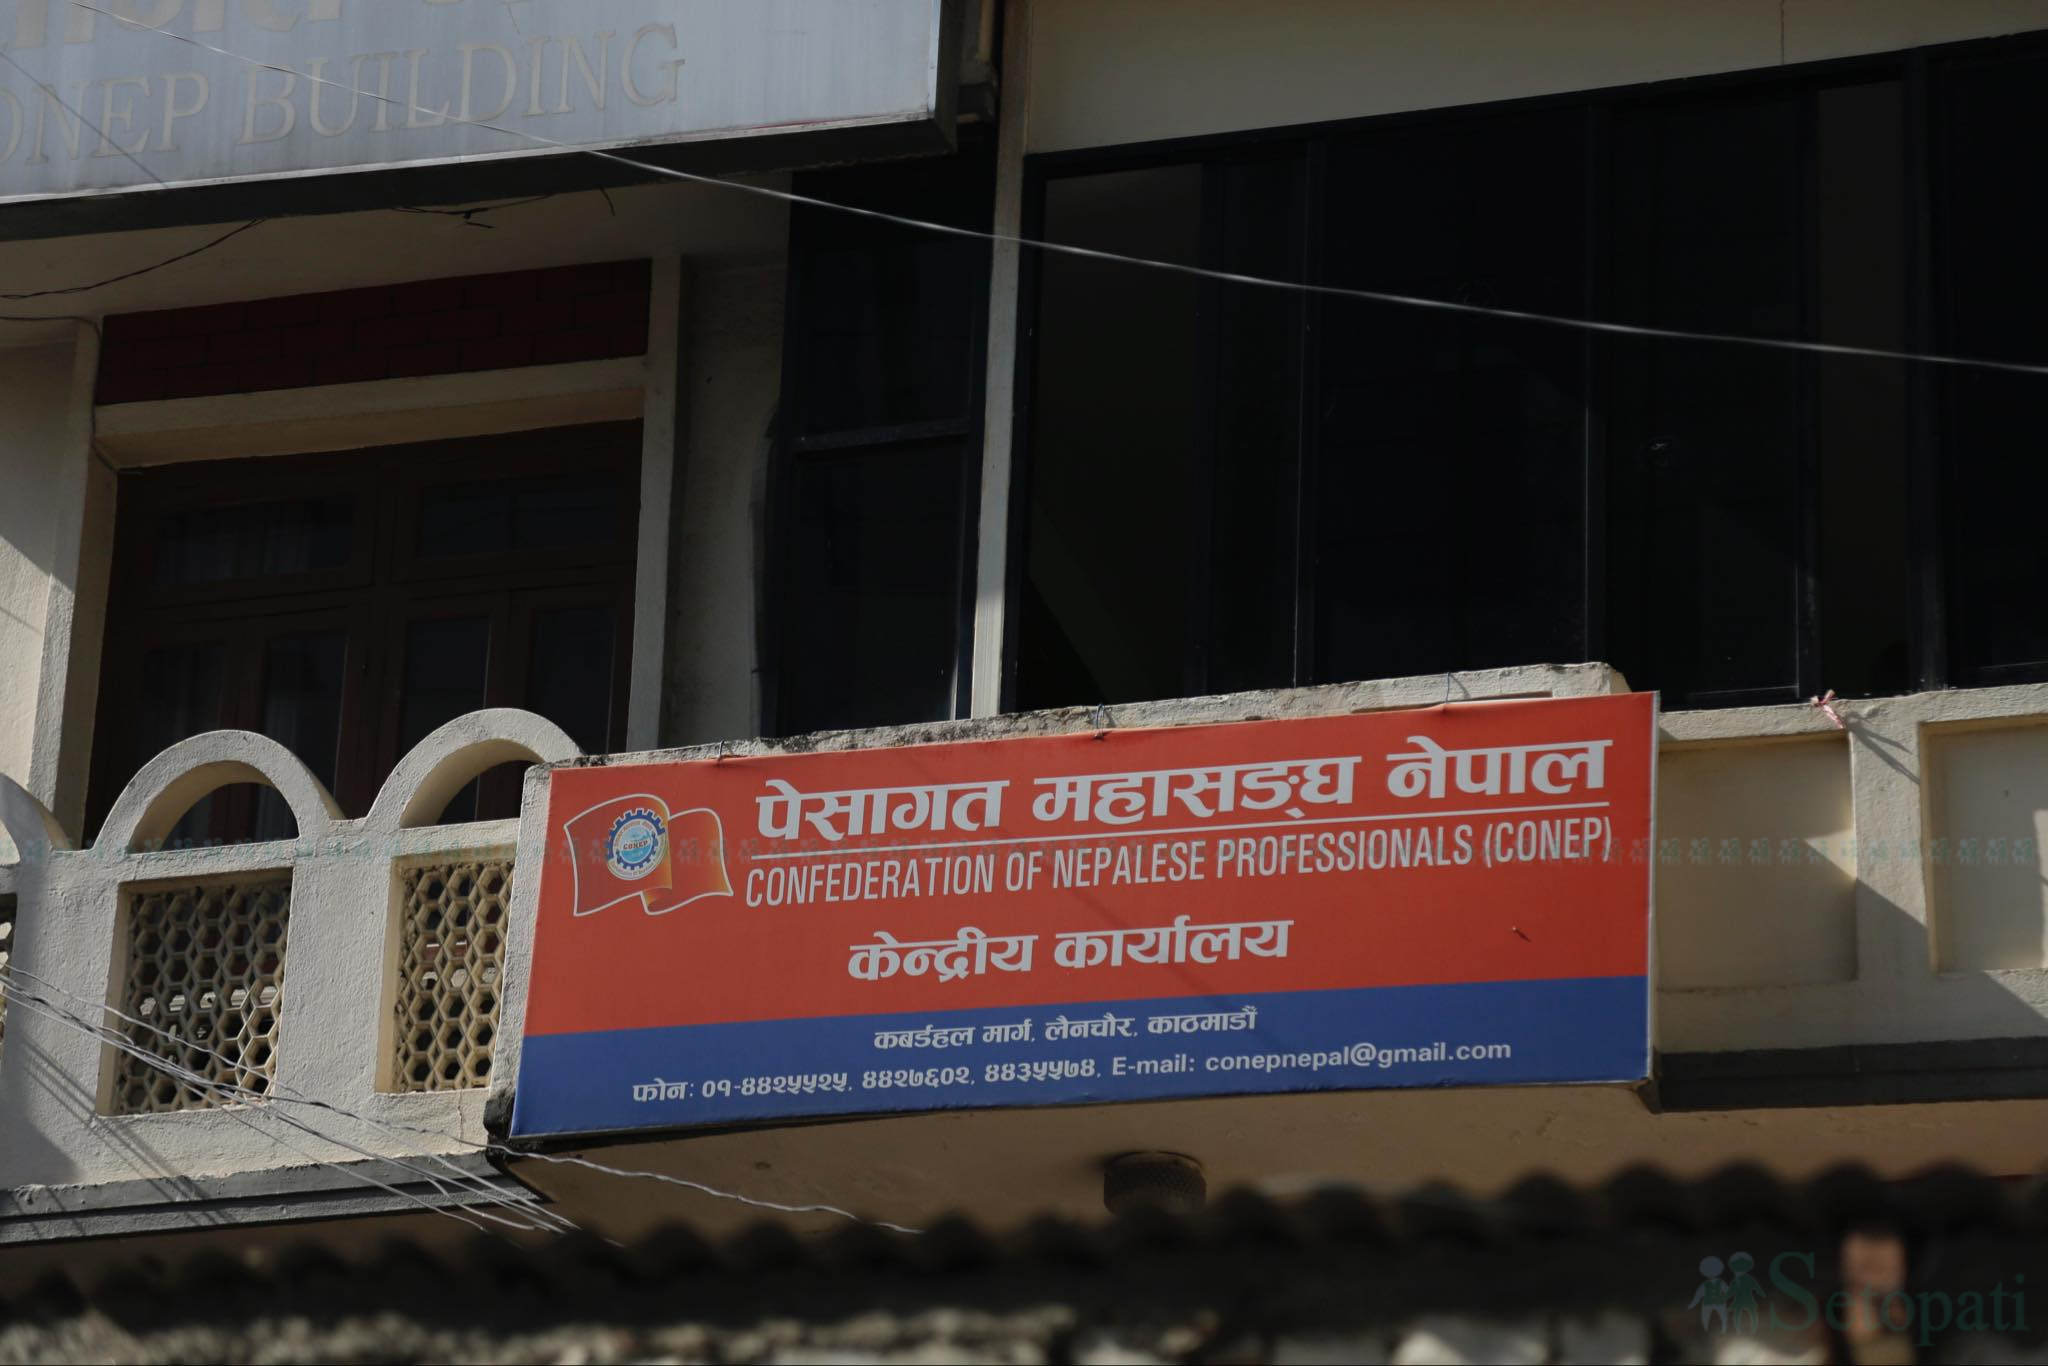 BUILDING
पेसागत महासङ्घ नेपाल
CONFEDERATION OF NEPALESE PROFESSIONALS (CONEP)
CONEP
केन्द्रीय कार्यालय
कबर्डहल मार्ग, लैनचौर, काठमाडौँ
फोन: ०१-४४२५५२५, ४४२७६०२, ४४३५५७४, E-mail: conepnepal@gmail.com
Setopati